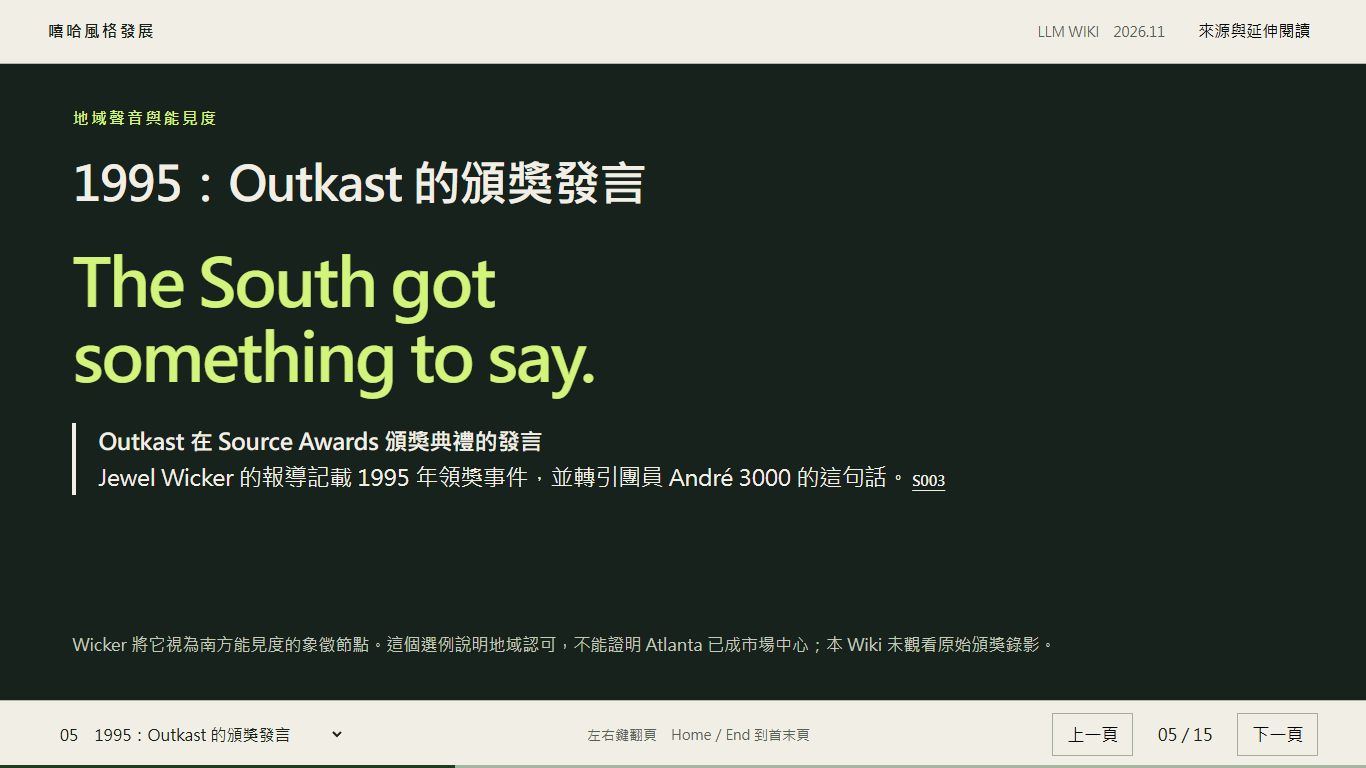 嘻哈風格發展
LLM WIKI 2026.11 來源與延伸閱讀
地域聲音與能見度
1995：Outkast 的頒獎發言
The South got
something to say.
Outkast 在 Source Awards 頒獎典禮的發言
Jewel Wicker 的報導記載 1995 年領獎事件，並轉引團員 André 3000 的這句話。 S003
Wicker 將它視為南方能見度的象徵節點。這個選例說明地域認可，不能證明 Atlanta 已成市場中心；本 Wiki 未觀看原始頒獎錄影。
05 1995：Outkast 的頒獎發言
左右鍵翻頁 Home / End 到首末頁
上一頁 05 / 15 下一頁